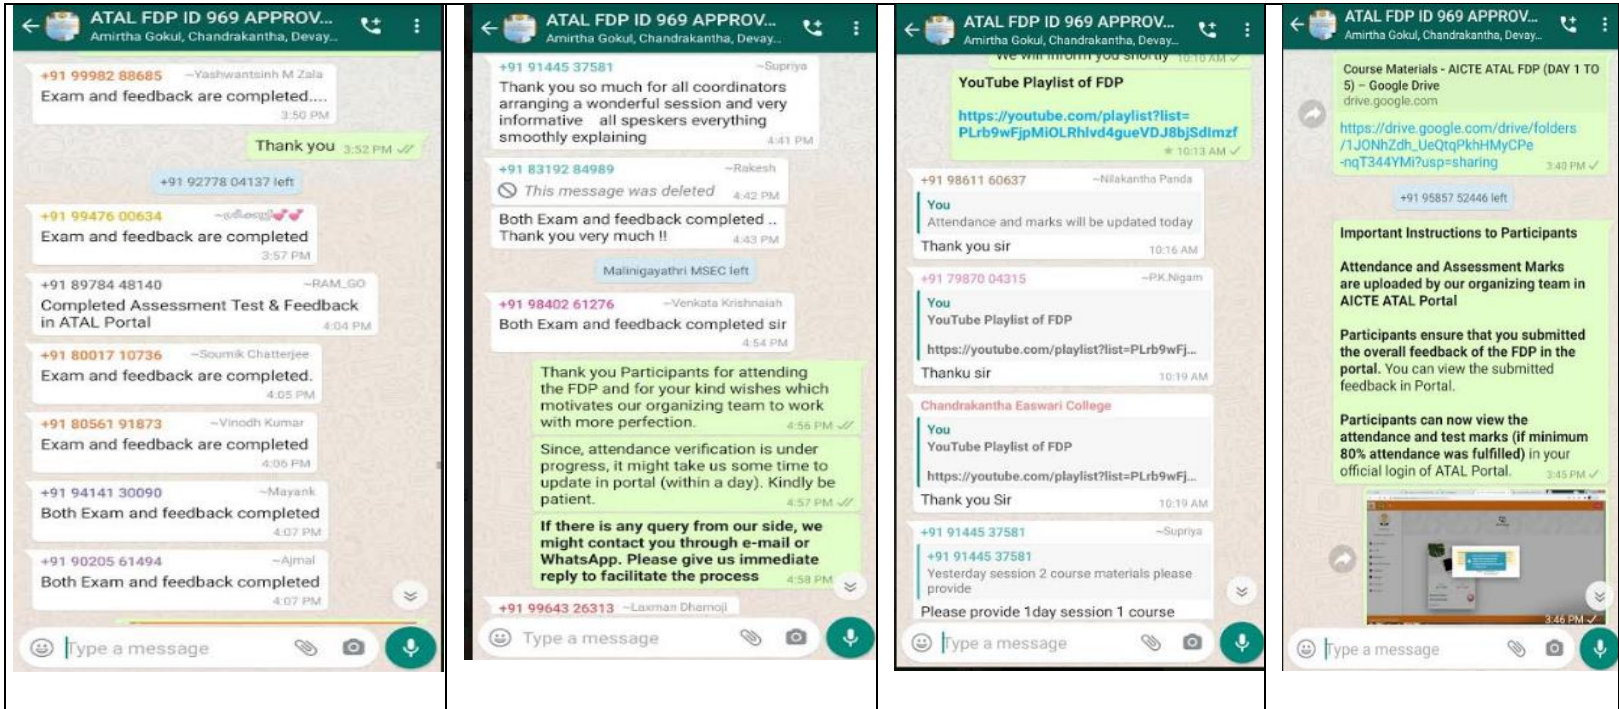 ATAL FDP ID 969 APPROV...
Amirtha Gokul, Chandrakantha, Devay...
+91 99982 88685 ~Yashwantsinh M Zala
Exam and feedback are completed....
3:50 PM
Thank you 3:52 PM
+91 92778 04137 left
+91 99476 00634
Exam and feedback are completed
3:57 PM
+91 89784 48140 ~RAM_GO
Completed Assessment Test & Feedback
in ATAL Portal 4:04 PM
+91 80017 10736 ~Soumik Chatterjee
Exam and feedback are completed.
4:05 PM
+91 80561 91873 ~Vinodh Kumar
Exam and feedback are completed
4:06 PM
+91 94141 30090 ~Mayank
Both Exam and feedback completed
4:07 PM
+91 90205 61494 ~Ajmal
Both Exam and feedback completed
4:07 PM
Type a message
ATAL FDP ID 969 APPROV...
Amirtha Gokul, Chandrakantha, Devay...
+91 91445 37581 ~Supriya
Thank you so much for all coordinators
arranging a wonderful session and very
informative all speskers everything
smoothly explaining 4:41 PM
+91 83192 84989 ~Rakesh
This message was deleted 4:42 PM
Both Exam and feedback completed ..
Thank you very much !! 4:43 PM
Malinigayathri MSEC left
+91 98402 61276 ~Venkata Krishnaiah
Both Exam and feedback completed sir
4:54 PM
Thank you Participants for attending
the FDP and for your kind wishes which
motivates our organizing team to work
with more perfection. 4:56 PM
Since, attendance verification is under
progress, it might take us some time to
update in portal (within a day). Kindly be
patient. 4:57 PM
If there is any query from our side, we
might contact you through e-mail or
WhatsApp. Please give us immediate
reply to facilitate the process 4:58 PM
+91 99643 26313 ~Laxman Dhamoji
Type a message
ATAL FDP ID 969 APPROV...
Amirtha Gokul, Chandrakantha, Devay...
We will inform you shortly 10:10 AM
YouTube Playlist of FDP
https://youtube.com/playlist?list=
PLrb9wFjpMiOLRhlvd4gueVDJ8bjSdlmzf
10:13 AM
+91 98611 60637 ~Nilakantha Panda
You
Attendance and marks will be updated today
Thank you sir 10:16 AM
+91 79870 04315 ~P.K.Nigam
You
YouTube Playlist of FDP
https://youtube.com/playlist?list=PLrb9wFj...
Thanku sir 10:19 AM
Chandrakantha Easwari College
You
YouTube Playlist of FDP
https://youtube.com/playlist?list=PLrb9wFj...
Thank you Sir 10:19 AM
+91 91445 37581 ~Supriya
+91 91445 37581
Yesterday session 2 course materials please
provide
Please provide 1day session 1 course
Type a message
ATAL FDP ID 969 APPROV...
Amirtha Gokul, Chandrakantha, Devay...
Course Materials - AICTE ATAL FDP (DAY 1 TO
5) – Google Drive
drive.google.com
https://drive.google.com/drive/folders
/1JONhZdh_UeQtqPkhHMyCPe
-nqT344YMi?usp=sharing 3:40 PM
+91 95857 52446 left
Important Instructions to Participants
Attendance and Assessment Marks
are uploaded by our organizing team in
AICTE ATAL Portal
Participants ensure that you submitted
the overall feedback of the FDP in the
portal. You can view the submitted
feedback in Portal.
Participants can now view the
attendance and test marks (if minimum
80% attendance was fulfilled) in your
official login of ATAL Portal. 3:45 PM
3:46 PM
Type a message